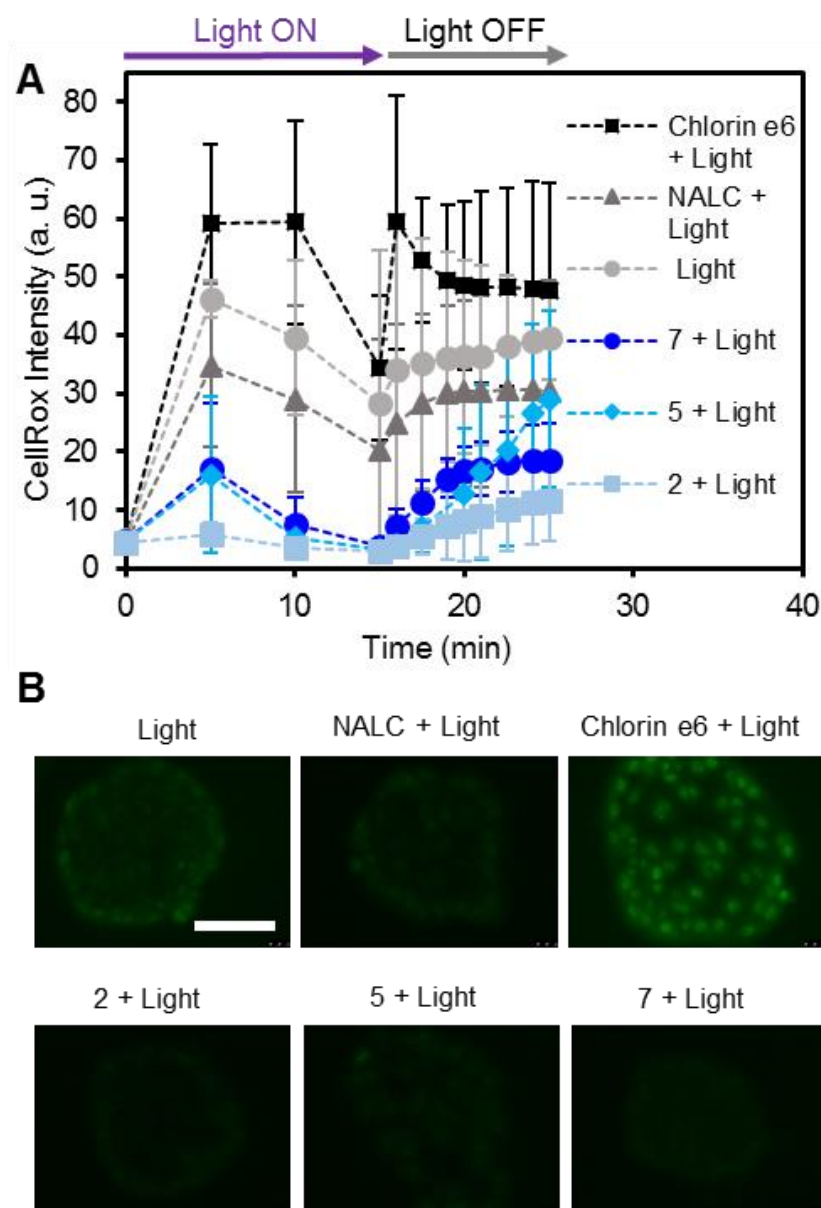 Light ON
Light OFF
A
CellRox Intensity (a. u.)
80
70
60
50
40
30
20
10
0
0
10
20
30
40
Time (min)
Chlorin e6
+ Light
NALC +
Light
Light
7 + Light
5 + Light
2 + Light
B
Light
NALC + Light
Chlorin e6 + Light
2 + Light
5 + Light
7 + Light